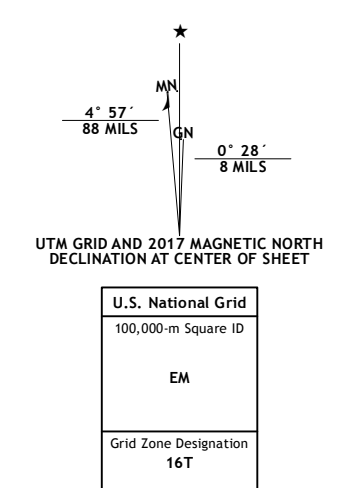 ★
MN
4° 57´
88 MILS
GN
0° 28´
8 MILS
UTM GRID AND 2017 MAGNETIC NORTH
DECLINATION AT CENTER OF SHEET
U.S. National Grid
100,000-m Square ID
EM
Grid Zone Designation
16T